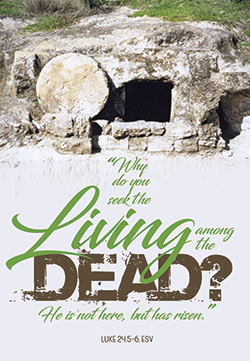 “Why
do you
seek the
Living among
the
DEAD?
He is not here, but has risen.”
LUKE 24:5-6, ESV